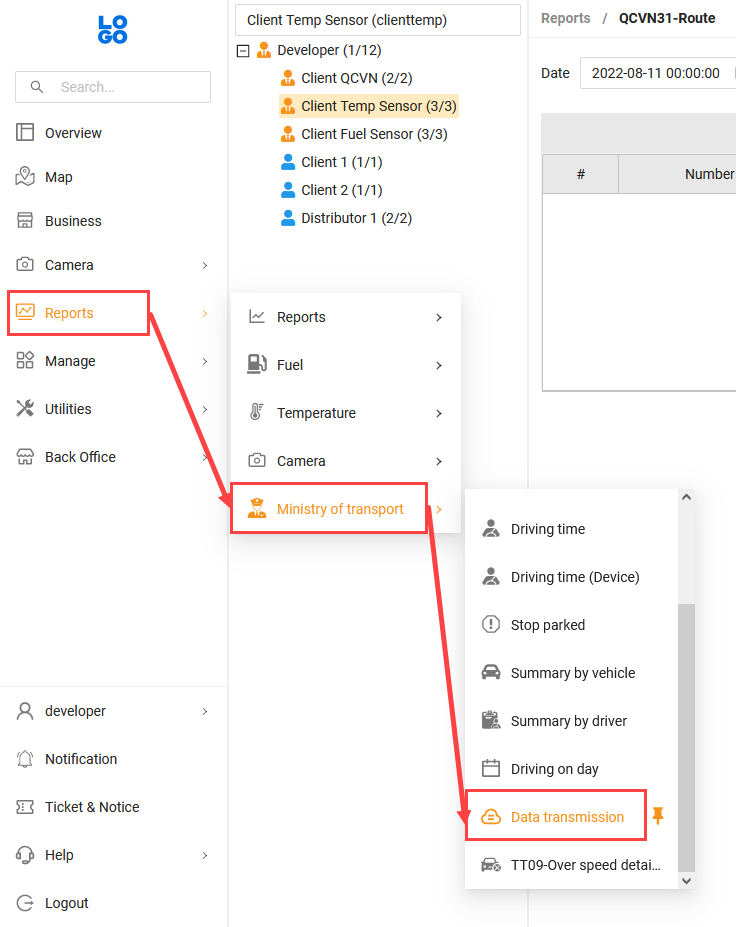 LO
GO
Search...
Overview
Map
Business
Camera
Reports
Manage
Utilities
Back Office
developer
Notification
Ticket & Notice
Help
Logout
Client Temp Sensor (clienttemp)
Developer (1/12)
Client QCVN (2/2)
Client Temp Sensor (3/3)
Client Fuel Sensor (3/3)
Client 1 (1/1)
Client 2 (1/1)
Distributor 1 (2/2)
Reports
Fuel
Temperature
Camera
Ministry of transport
Driving time
Driving time (Device)
Stop parked
Summary by vehicle
Summary by driver
Driving on day
Data transmission
TT09-Over speed detai...
Reports / QCVN31-Route
Date 2022-08-11 00:00:00
# Number